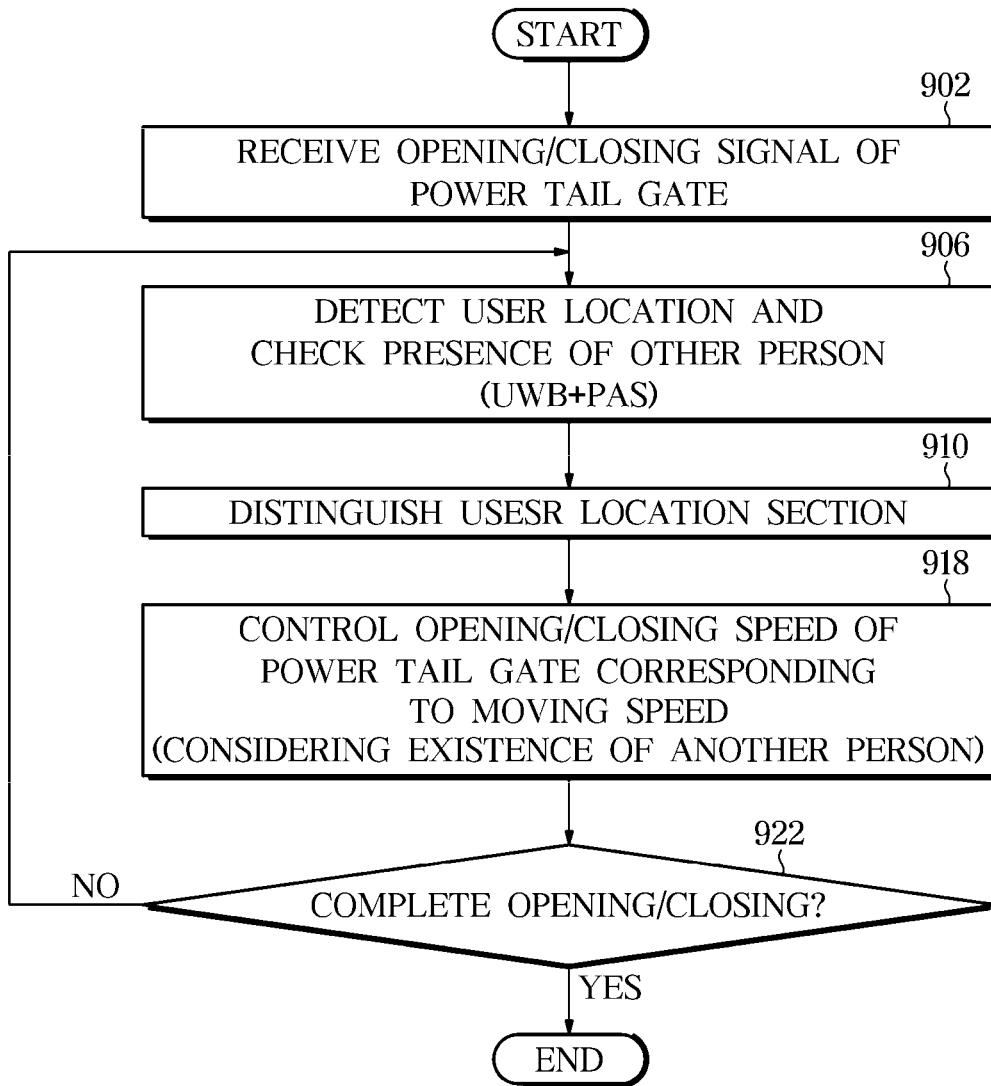 START
902
RECEIVE OPENING/CLOSING SIGNAL OF
POWER TAIL GATE
906
DETECT USER LOCATION AND
CHECK PRESENCE OF OTHER PERSON
(UWB+PAS)
910
DISTINGUISH USESR LOCATION SECTION
918
CONTROL OPENING/CLOSING SPEED OF
POWER TAIL GATE CORRESPONDING
TO MOVING SPEED
(CONSIDERING EXISTENCE OF ANOTHER PERSON)
922
NO
COMPLETE OPENING/CLOSING?
YES
END